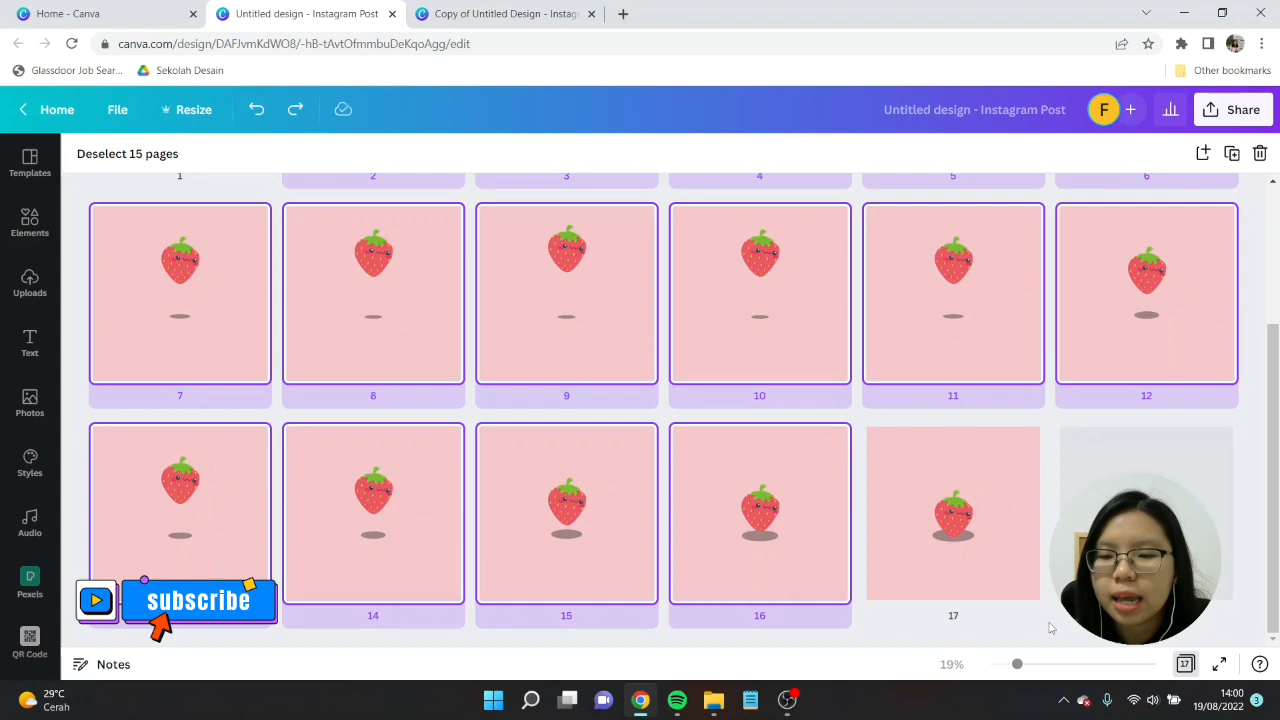 Home - Canva
Untitled design - Instagram Post
Copy of Untitled Design - Instag
canva.com/design/DAFJvmKdWO8/-hB-tAvtOfmmbuDeKqoAgg/edit
Glassdoor Job Sear...
Sekolah Desain
Other bookmarks
Home
File
Resize
Untitled design - Instagram Post
F
Share
Deselect 15 pages
Templates
Elements
Uploads
Text
Photos
Styles
Audio
Pexels
QR Code
1 2 3 4 5 6
7 8 9 10 11 12
14 15 16 17
subscribe
Notes
19%
17
29°C
Cerah
14:00
19/08/2022
3